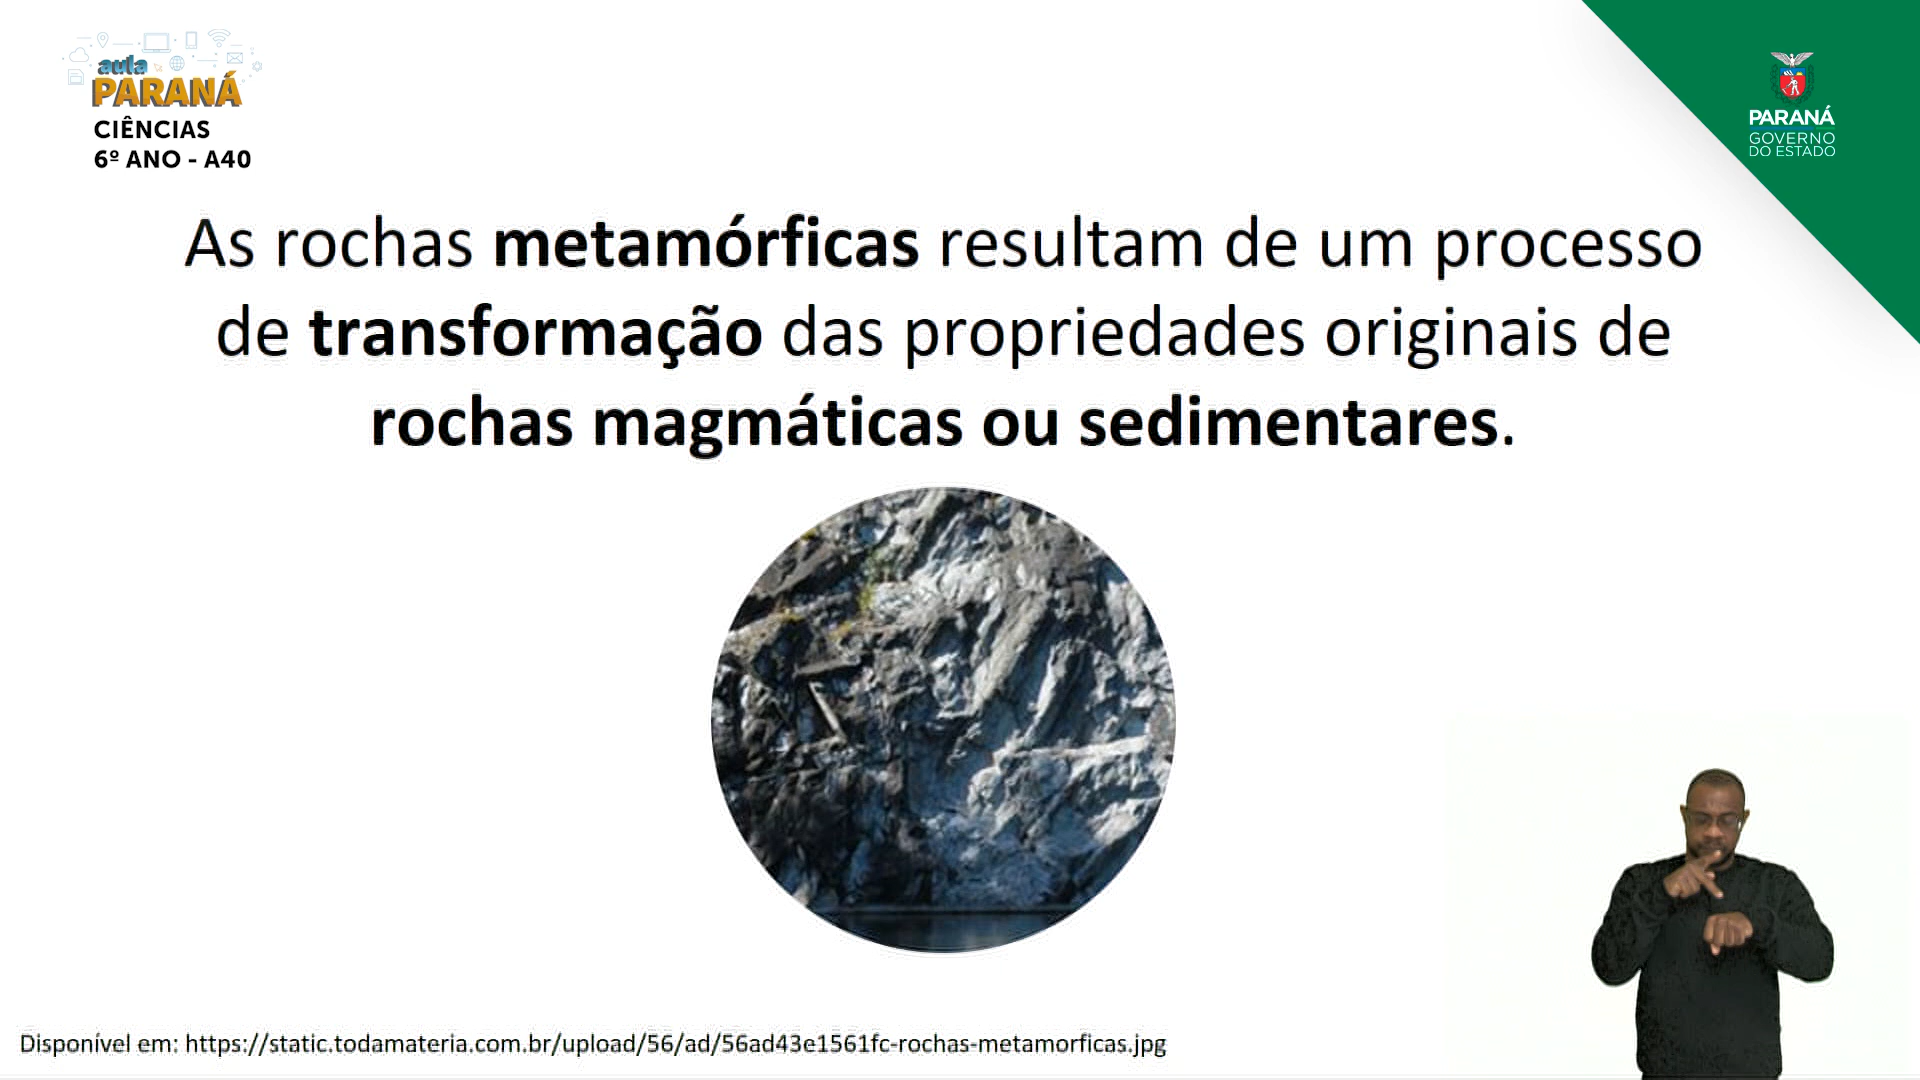 aula
PARANÁ
CIÊNCIAS
6º ANO - A40
PARANÁ
GOVERNO
DO ESTADO
As rochas metamórficas resultam de um processo
de transformação das propriedades originais de
rochas magmáticas ou sedimentares.
Disponível em: https://static.todamateria.com.br/upload/56/ad/56ad43e1561fc-rochas-metamorficas.jpg